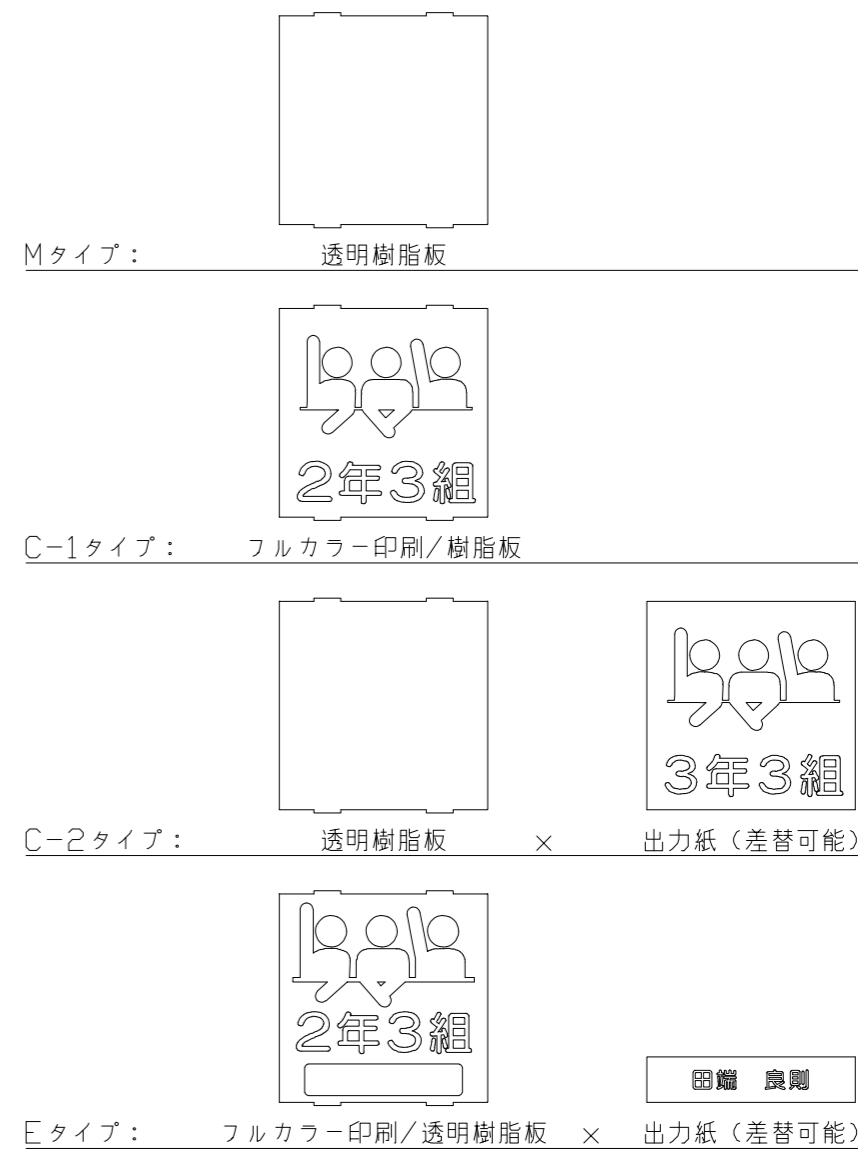 Mタイプ： 透明樹脂板
2年3組
C-1タイプ： フルカラー印刷/樹脂板
3年3組
C-2タイプ： 透明樹脂板 × 出力紙（差替可能）
2年3組
田端 良則
Eタイプ： フルカラー印刷/透明樹脂板 × 出力紙（差替可能）